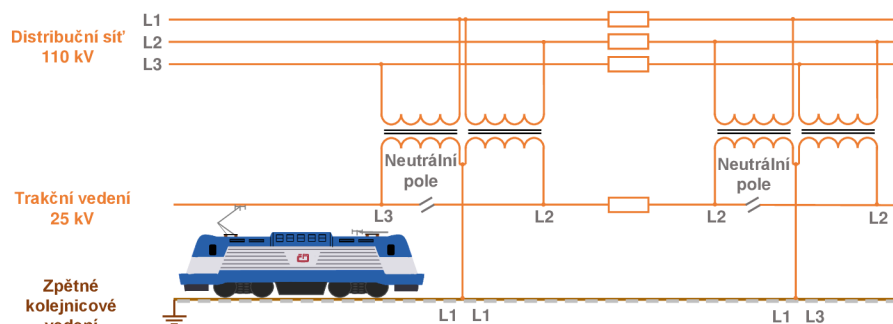 L1
Distribuční síť
110 kV
L2
L3
Neutrální
pole
Neutrální
pole
Trakční vedení
25 kV
L3
L2
L2
L2
Zpětné
kolejnicové
vedení
L1 L1
L1 L3